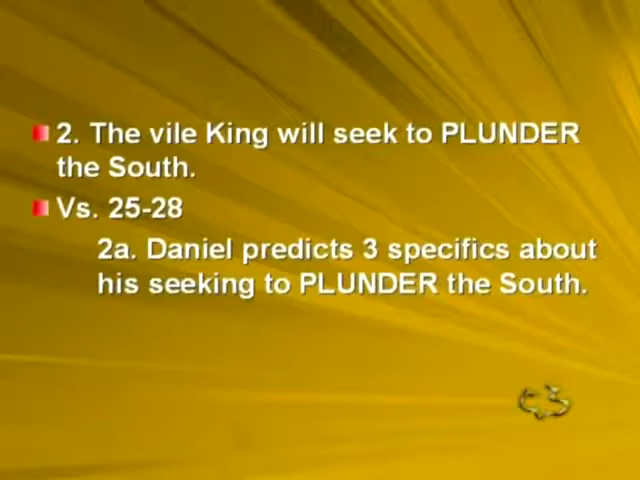 2. The vile King will seek to PLUNDER
the South.
Vs. 25-28
2a. Daniel predicts 3 specifics about
his seeking to PLUNDER the South.